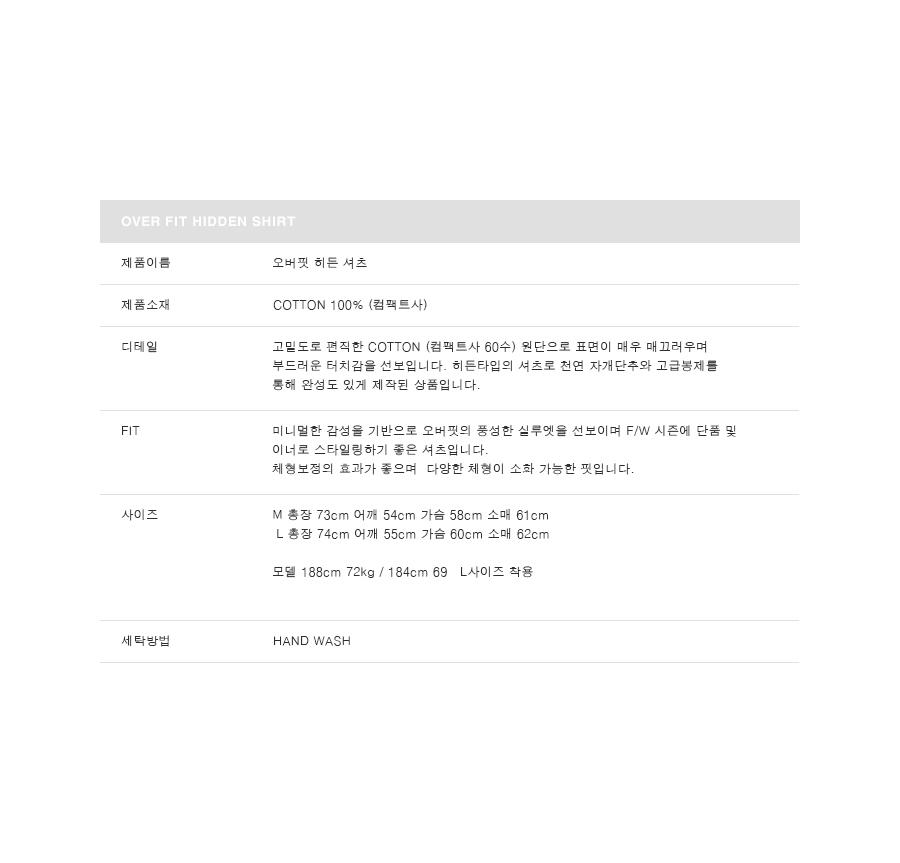 OVER FIT HIDDEN SHIRT
제품이름 오버핏 히든 셔츠
제품소재 COTTON 100% (컴팩트사)
디테일 고밀도로 편직한 COTTON (컴팩트사 60수) 원단으로 표면이 매우 매끄러우며
부드러운 터치감을 선보입니다. 히든타입의 셔츠로 천연 자개단추와 고급봉제를
통해 완성도 있게 제작된 상품입니다.
FIT 미니멀한 감성을 기반으로 오버핏의 풍성한 실루엣을 선보이며 F/W 시즌에 단품 및
이너로 스타일링하기 좋은 셔츠입니다.
체형보정의 효과가 좋으며 다양한 체형이 소화 가능한 핏입니다.
사이즈 M 총장 73cm 어깨 54cm 가슴 58cm 소매 61cm
L 총장 74cm 어깨 55cm 가슴 60cm 소매 62cm
모델 188cm 72kg / 184cm 69 L사이즈 착용
세탁방법 HAND WASH